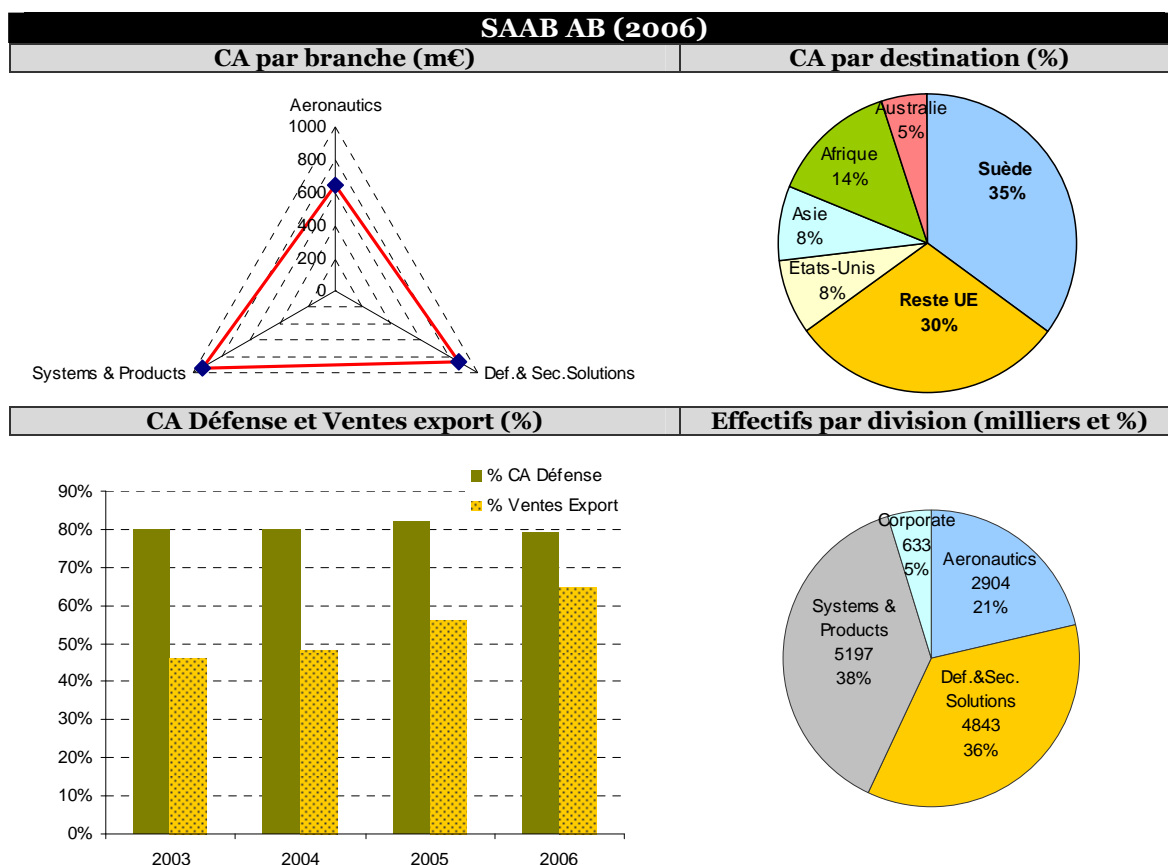 SAAB AB (2006)
CA par branche (m€)
CA par destination (%)
Aeronautics
1000
800
600
400
200
0
Systems & Products
Def.& Sec.Solutions
Australie
5%
Afrique
14%
Suède
35%
Asie
8%
Etats-Unis
8%
Reste UE
30%
CA Défense et Ventes export (%)
Effectifs par division (milliers et %)
% CA Défense
% Ventes Export
90%
80%
70%
60%
50%
40%
30%
20%
10%
0%
2003
2004
2005
2006
Corporate
633
5%
Aeronautics
2904
21%
Systems &
Products
5197
38%
Def.&Sec.
Solutions
4843
36%